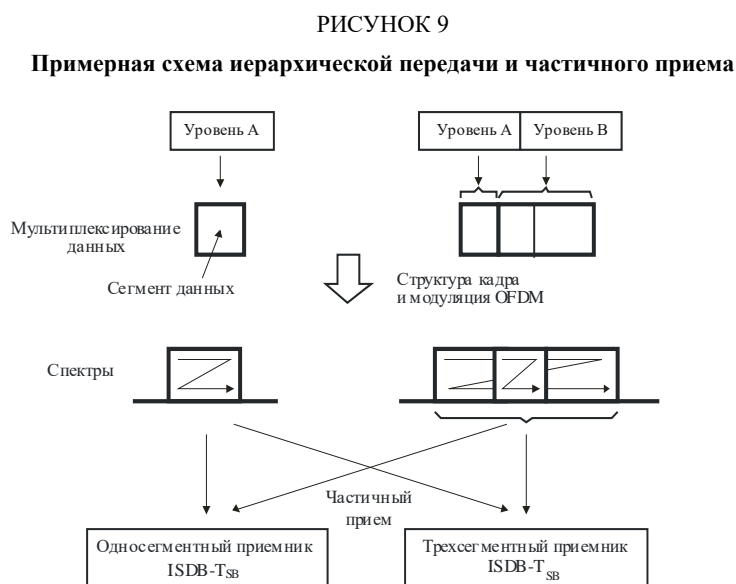 РИСУНОК 9
Примерная схема иерархической передачи и частичного приема
Уровень A
Уровень A
Уровень B
Мультиплексирование
данных
Сегмент данных
Структура кадра
и модуляция OFDM
Спектры
Частичный
прием
Односегментный приемник
ISDB-TSB
Трехсегментный приемник
ISDB-TSB